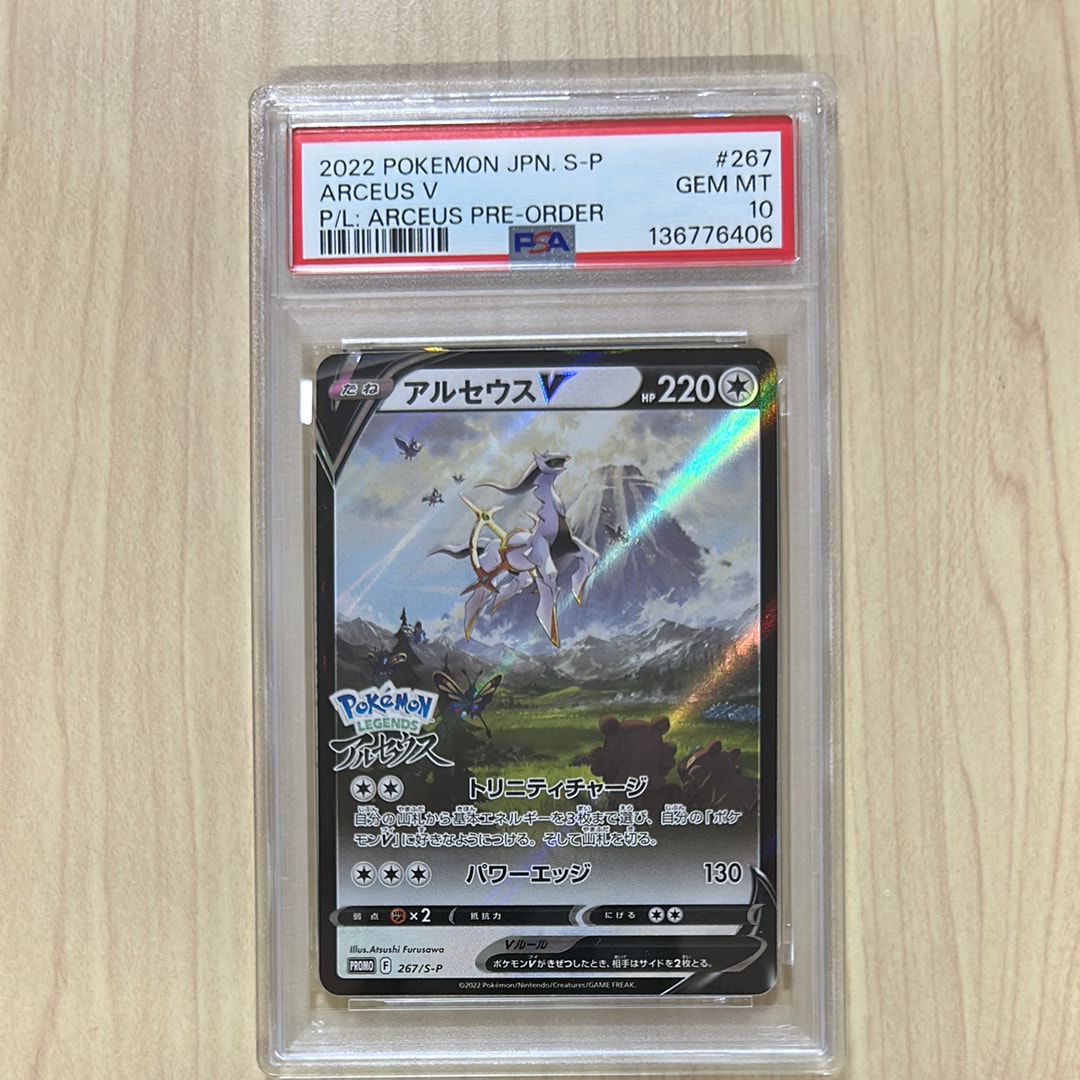 2022 POKEMON JPN. S-P #267
ARCEUS V GEM MT
P/L: ARCEUS PRE-ORDER 10
PSA 136776406
たね アルセウスV HP 220
POKéMON
LEGENDS
アルセウス
トリニティチャージ
自分の山札から基本エネルギーを3枚まで選び、自分の「ポケ
モンV」に好きなようにつける。そして山札を切る。
パワーエッジ 130
弱点 ×2 抵抗力 にげる
Illus. Atsushi Furusawa
Vルール
PROMO F 267/S-P ポケモンVがきぜつしたとき、相手はサイドを2枚とる。
©2022 Pokémon/Nintendo/Creatures/GAME FREAK.